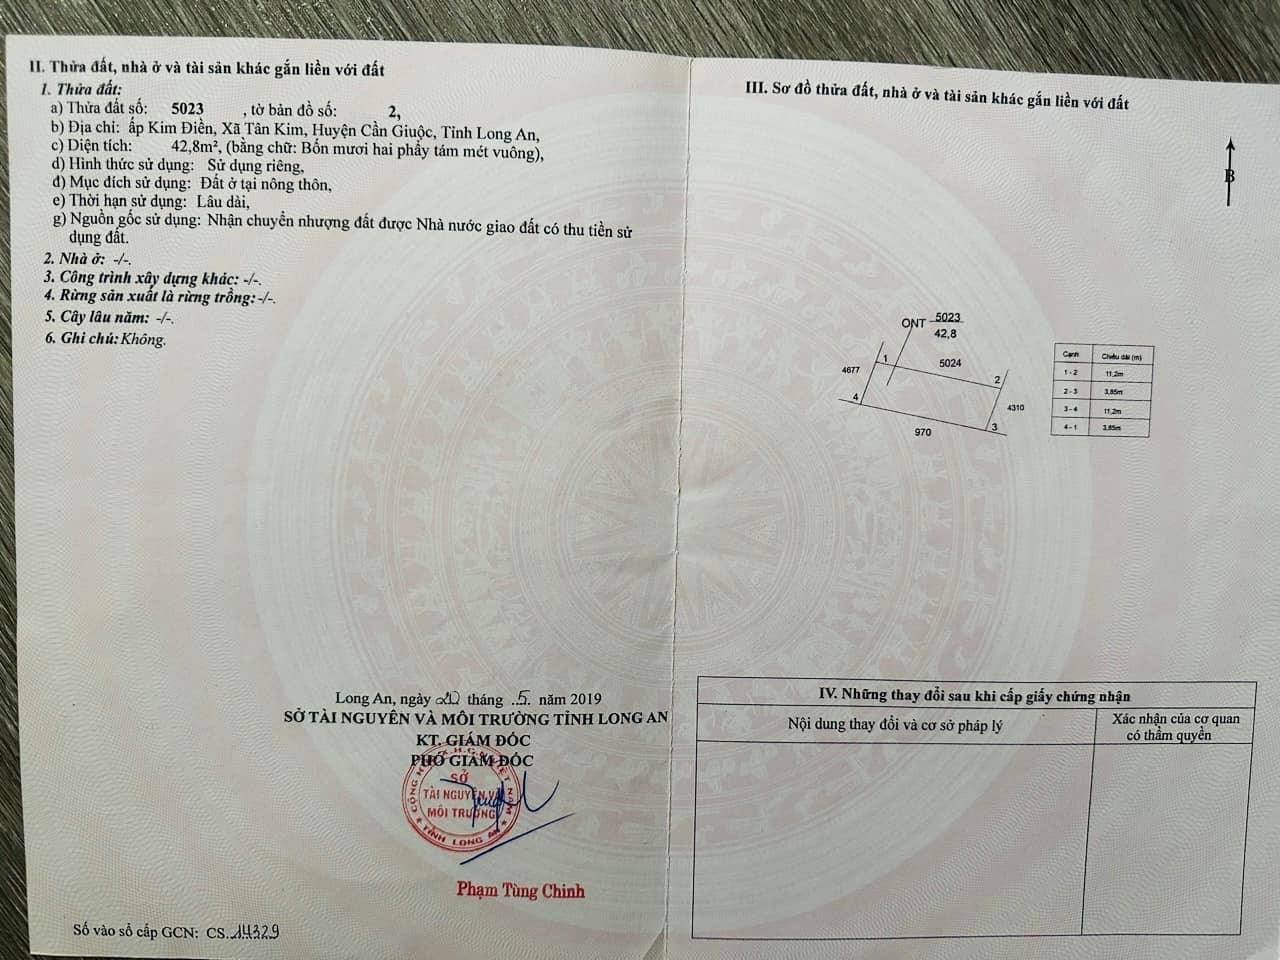 II. Thửa đất, nhà ở và tài sản khác gắn liền với đất
1. Thửa đất:
a) Thửa đất số: 5023 , tờ bản đồ số: 2,
b) Địa chỉ: ấp Kim Điền, Xã Tân Kim, Huyện Cần Giuộc, Tỉnh Long An,
c) Diện tích: 42,8m², (bằng chữ: Bốn mươi hai phẩy tám mét vuông),
d) Hình thức sử dụng: Sử dụng riêng,
đ) Mục đích sử dụng: Đất ở tại nông thôn,
e) Thời hạn sử dụng: Lâu dài,
g) Nguồn gốc sử dụng: Nhận chuyển nhượng đất được Nhà nước giao đất có thu tiền sử
dụng đất.
2. Nhà ở: -/-.
3. Công trình xây dựng khác: -/-.
4. Rừng sản xuất là rừng trồng: -/-.
5. Cây lâu năm: -/-.
6. Ghi chú: Không.
Long An, ngày 20 tháng 5 năm 2019
SỞ TÀI NGUYÊN VÀ MÔI TRƯỜNG TỈNH LONG AN
KT. GIÁM ĐỐC
PHÓ GIÁM ĐỐC
SỞ
TÀI NGUYÊN VÀ
MÔI TRƯỜNG
TỈNH LONG AN
Phạm Tùng Chinh
Số vào sổ cấp GCN: CS.14329
III. Sơ đồ thửa đất, nhà ở và tài sản khác gắn liền với đất
B
ONT 5023
42,8
1
5024
2
4677
4
4310
3
970
Cạnh Chiều dài (m)
1 - 2 11,2m
2 - 3 3,85m
3 - 4 11,2m
4 - 1 3,85m
IV. Những thay đổi sau khi cấp giấy chứng nhận
Nội dung thay đổi và cơ sở pháp lý
Xác nhận của cơ quan
có thẩm quyền